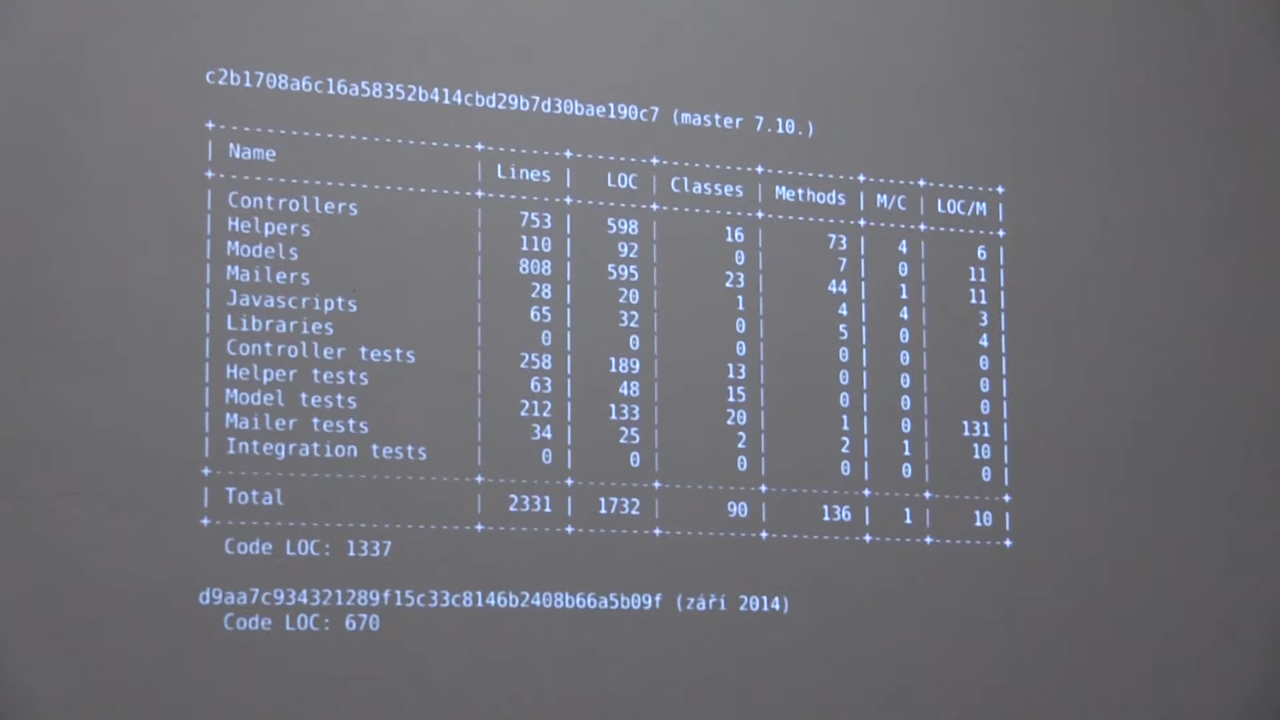 c2b1708a6c16a58352b414cbd29b7d30bae190c7 (master 7.10.)
+----------------------+-------+-------+---------+---------+-----+-------+
| Name | Lines | LOC | Classes | Methods | M/C | LOC/M |
+----------------------+-------+-------+---------+---------+-----+-------+
| Controllers | 753 | 598 | 16 | 73 | 4 | 6 |
| Helpers | 110 | 92 | 0 | 7 | 0 | 11 |
| Models | 808 | 595 | 23 | 44 | 1 | 11 |
| Mailers | 28 | 20 | 1 | 4 | 4 | 3 |
| Javascripts | 65 | 32 | 0 | 5 | 0 | 4 |
| Libraries | 0 | 0 | 0 | 0 | 0 | 0 |
| Controller tests | 258 | 189 | 13 | 0 | 0 | 0 |
| Helper tests | 63 | 48 | 15 | 0 | 0 | 0 |
| Model tests | 212 | 133 | 20 | 1 | 0 | 131 |
| Mailer tests | 34 | 25 | 2 | 2 | 1 | 10 |
| Integration tests | 0 | 0 | 0 | 0 | 0 | 0 |
+----------------------+-------+-------+---------+---------+-----+-------+
| Total | 2331 | 1732 | 90 | 136 | 1 | 10 |
+----------------------+-------+-------+---------+---------+-----+-------+
Code LOC: 1337
d9aa7c934321289f15c33c8146b2408b66a5b09f (září 2014)
Code LOC: 670